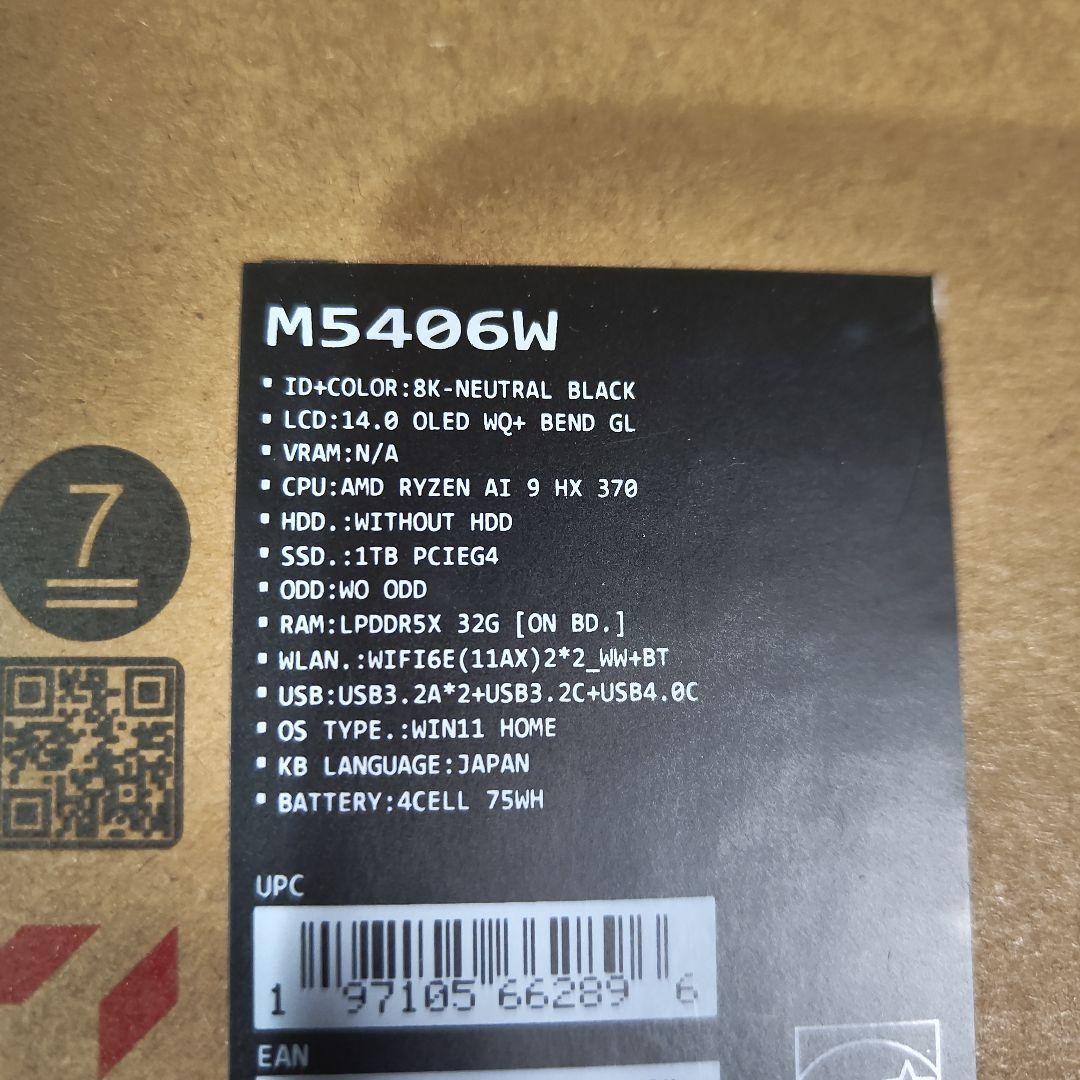 M5406W
▪ ID+COLOR:8K-NEUTRAL BLACK
▪ LCD:14.0 OLED WQ+ BEND GL
▪ VRAM:N/A
▪ CPU:AMD RYZEN AI 9 HX 370
▪ HDD.:WITHOUT HDD
▪ SSD.:1TB PCIEG4
▪ ODD:WO ODD
▪ RAM:LPDDR5X 32G [ON BD.]
▪ WLAN.:WIFI6E(11AX)2*2_WW+BT
▪ USB:USB3.2A*2+USB3.2C+USB4.0C
▪ OS TYPE.:WIN11 HOME
▪ KB LANGUAGE:JAPAN
▪ BATTERY:4CELL 75WH
7
UPC
1 97105 66289 6
EAN